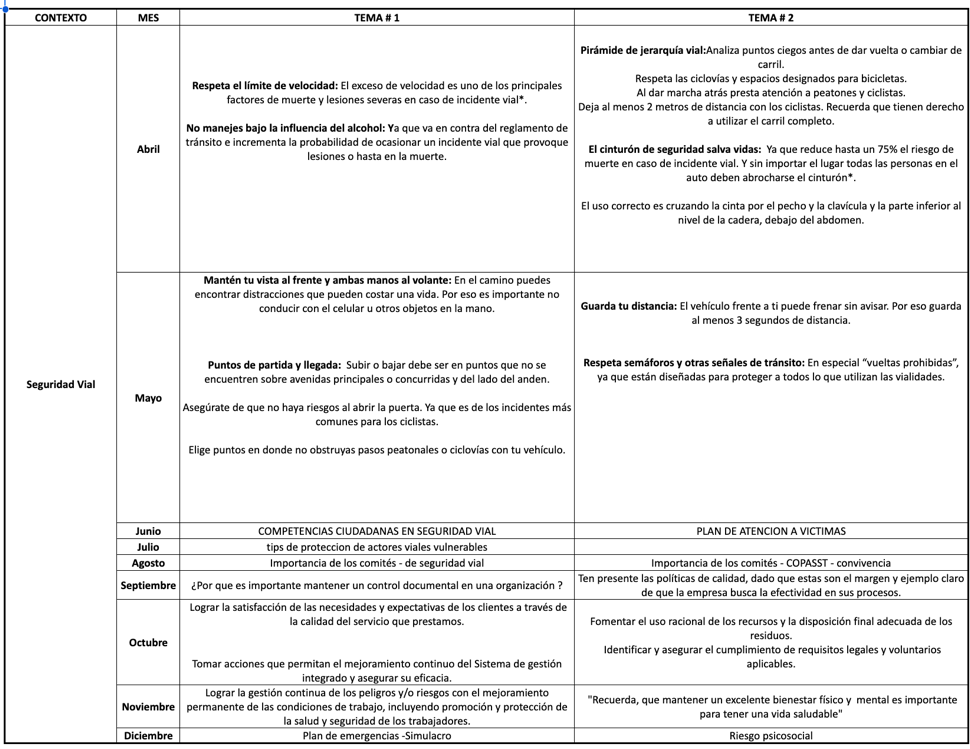 CONTEXTO MES TEMA # 1 TEMA # 2
Seguridad Vial
Abril
Respeta el límite de velocidad: El exceso de velocidad es uno de los principales
factores de muerte y lesiones severas en caso de incidente vial*.
No manejes bajo la influencia del alcohol: Ya que va en contra del reglamento de
tránsito e incrementa la probabilidad de ocasionar un incidente vial que provoque
lesiones o hasta en la muerte.
Pirámide de jerarquía vial:Analiza puntos ciegos antes de dar vuelta o cambiar de
carril.
Respeta las ciclovías y espacios designados para bicicletas.
Al dar marcha atrás presta atención a peatones y ciclistas.
Deja al menos 2 metros de distancia con los ciclistas. Recuerda que tienen derecho
a utilizar el carril completo.
El cinturón de seguridad salva vidas: Ya que reduce hasta un 75% el riesgo de
muerte en caso de incidente vial. Y sin importar el lugar todas las personas en el
auto deben abrocharse el cinturón*.
El uso correcto es cruzando la cinta por el pecho y la clavícula y la parte inferior al
nivel de la cadera, debajo del abdomen.
Mayo
Mantén tu vista al frente y ambas manos al volante: En el camino puedes
encontrar distracciones que pueden costar una vida. Por eso es importante no
conducir con el celular u otros objetos en la mano.
Puntos de partida y llegada: Subir o bajar debe ser en puntos que no se
encuentren sobre avenidas principales o concurridas y del lado del anden.
Asegúrate de que no haya riesgos al abrir la puerta. Ya que es de los incidentes más
comunes para los ciclistas.
Elige puntos en donde no obstruyas pasos peatonales o ciclovías con tu vehículo.
Guarda tu distancia: El vehículo frente a ti puede frenar sin avisar. Por eso guarda
al menos 3 segundos de distancia.
Respeta semáforos y otras señales de tránsito: En especial “vueltas prohibidas”,
ya que están diseñadas para proteger a todos lo que utilizan las vialidades.
Junio COMPETENCIAS CIUDADANAS EN SEGURIDAD VIAL PLAN DE ATENCION A VICTIMAS
Julio tips de proteccion de actores viales vulnerables
Agosto Importancia de los comités - de seguridad vial Importancia de los comités - COPASST - convivencia
Septiembre ¿Por que es importante mantener un control documental en una organización ?
Ten presente las políticas de calidad, dado que estas son el margen y ejemplo claro
de que la empresa busca la efectividad en sus procesos.
Octubre
Lograr la satisfacción de las necesidades y expectativas de los clientes a través de
la calidad del servicio que prestamos.
Tomar acciones que permitan el mejoramiento continuo del Sistema de gestión
integrado y asegurar su eficacia.
Fomentar el uso racional de los recursos y la disposición final adecuada de los
residuos.
Identificar y asegurar el cumplimiento de requisitos legales y voluntarios
aplicables.
Noviembre
Lograr la gestión continua de los peligros y/o riesgos con el mejoramiento
permanente de las condiciones de trabajo, incluyendo promoción y protección de
la salud y seguridad de los trabajadores.
"Recuerda, que mantener un excelente bienestar físico y mental es importante
para tener una vida saludable"
Diciembre Plan de emergencias -Simulacro Riesgo psicosocial